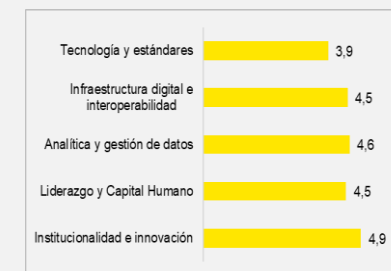 Tecnología y estándares 3,9
Infraestructura digital e
interoperabilidad 4,5
Analítica y gestión de datos 4,6
Liderazgo y Capital Humano 4,5
Institucionalidad e innovación 4,9